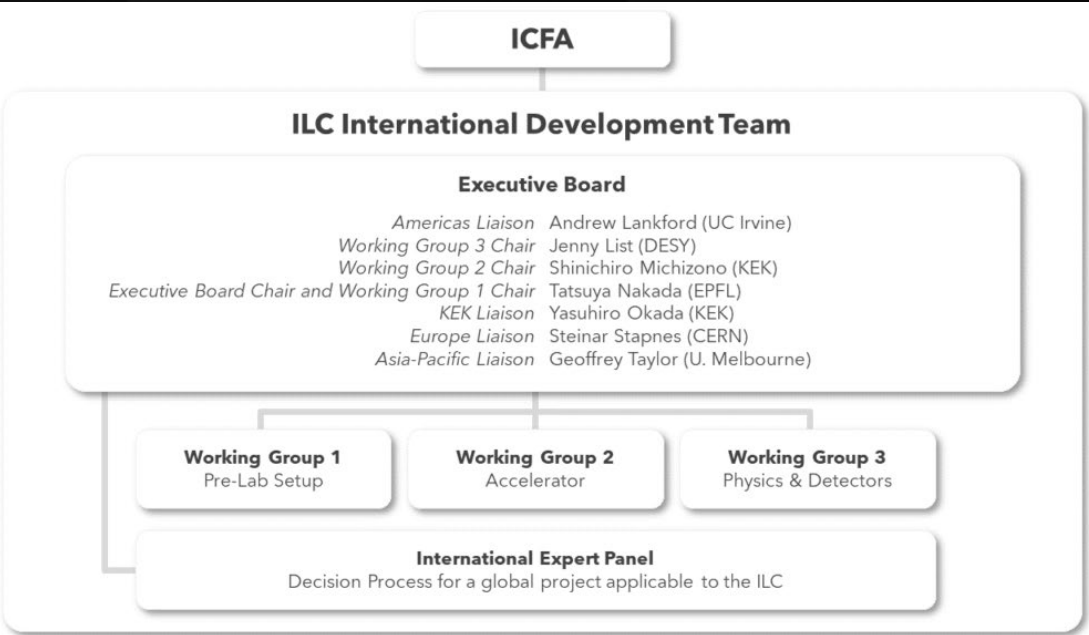 ICFA
ILC International Development Team
Executive Board
Americas Liaison Andrew Lankford (UC Irvine)
Working Group 3 Chair Jenny List (DESY)
Working Group 2 Chair Shinichiro Michizono (KEK)
Executive Board Chair and Working Group 1 Chair Tatsuya Nakada (EPFL)
KEK Liaison Yasuhiro Okada (KEK)
Europe Liaison Steinar Stapnes (CERN)
Asia-Pacific Liaison Geoffrey Taylor (U. Melbourne)
Working Group 1
Pre-Lab Setup
Working Group 2
Accelerator
Working Group 3
Physics & Detectors
International Expert Panel
Decision Process for a global project applicable to the ILC